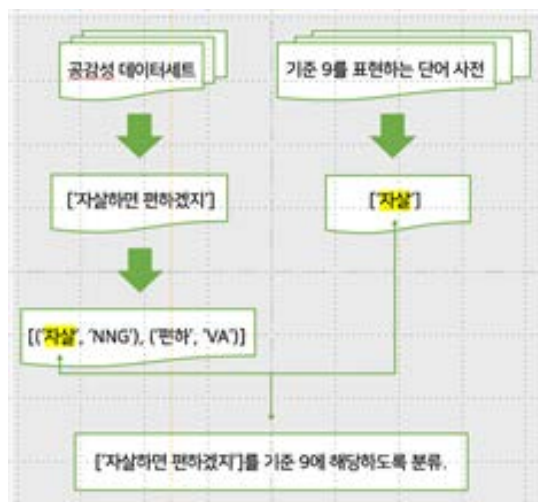 공감성 데이터세트
기준 9를 표현하는 단어 사전
['자살하면 편하겠지']
['자살']
[('자살', 'NNG'), ('편하', 'VA')]
['자살하면 편하겠지']를 기준 9에 해당하도록 분류.